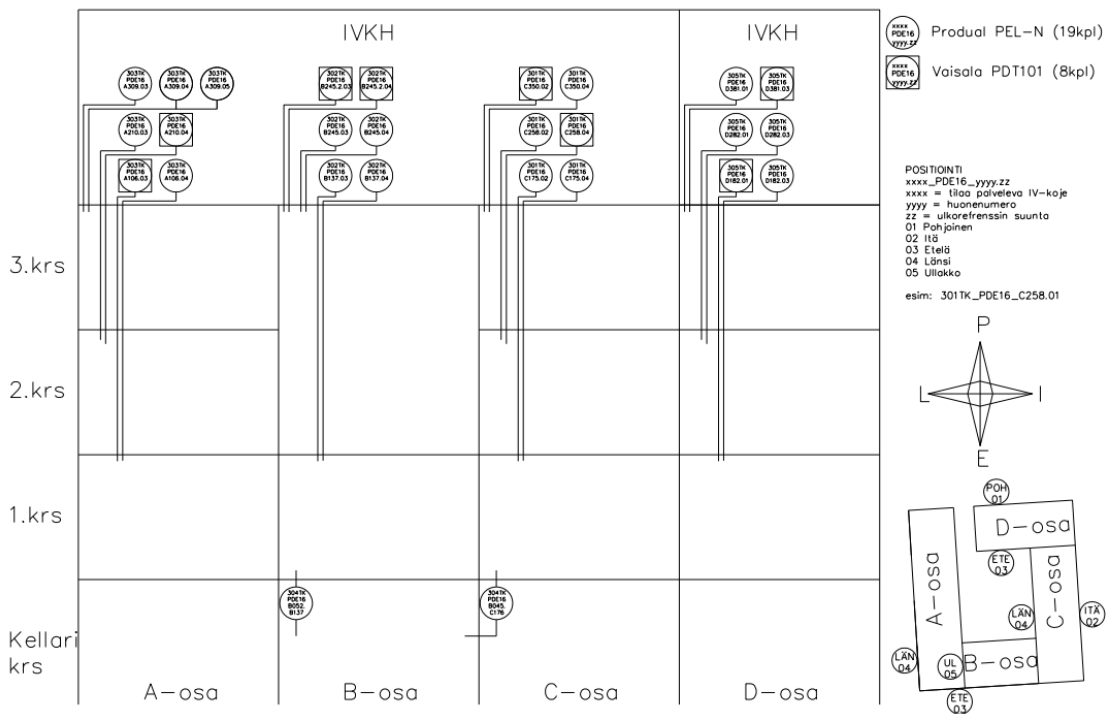 IVKH
IVKH
303TK
PDE16
A309.03
303TK
PDE16
A309.04
303TK
PDE16
A309.05
302TK
PDE16
B245.2.03
302TK
PDE16
B245.2.04
301TK
PDE16
C350.02
301TK
PDE16
C350.04
305TK
PDE16
D381.01
305TK
PDE16
D381.03
303TK
PDE16
A210.03
303TK
PDE16
A210.04
302TK
PDE16
B245.03
302TK
PDE16
B245.04
301TK
PDE16
C258.02
301TK
PDE16
C258.04
305TK
PDE16
D282.01
305TK
PDE16
D282.03
303TK
PDE16
A106.03
303TK
PDE16
A106.04
302TK
PDE16
B137.03
302TK
PDE16
B137.04
301TK
PDE16
C175.02
301TK
PDE16
C175.04
305TK
PDE16
D182.01
305TK
PDE16
D182.03
3.krs
2.krs
1.krs
Kellari
krs
304TK
PDE16
B052.
B137
304TK
PDE16
B045.
C176
A-osa
B-osa
C-osa
D-osa
xxxx
PDE16
yyyy.zz
Produal PEL-N (19kpl)
xxxx
PDE16
yyyy.zz
Vaisala PDT101 (8kpl)
POSITIOINTI
xxxx_PDE16_yyyy.zz
xxxx = tilaa palveleva IV-koje
yyyy = huonenumero
zz = ulkorefrenssin suunta
01 Pohjoinen
02 Itä
03 Etelä
04 Länsi
05 Ullakko
esim: 301TK_PDE16_C258.01
P
L
I
E
POH
01
D-osa
ETE
03
A-osa
C-osa
LÄN
04
ITÄ
02
LÄN
04
UL
05
B-osa
ETE
03